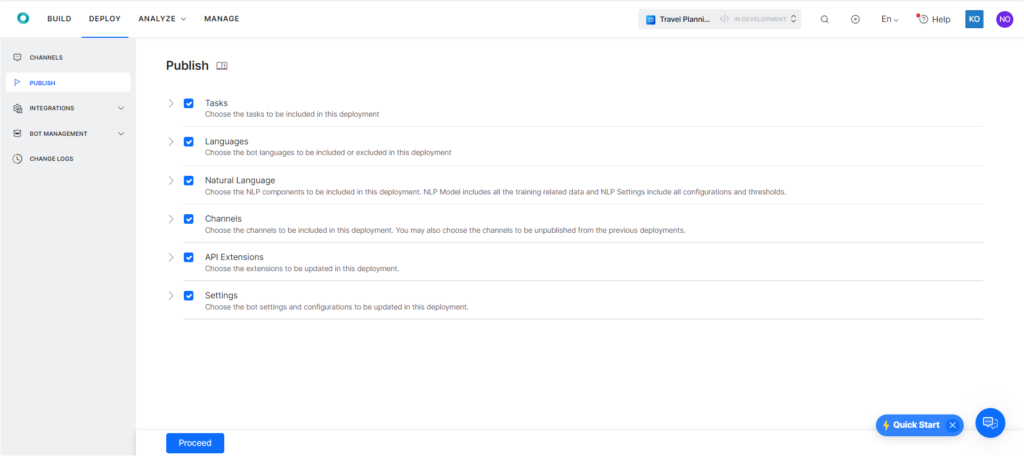 BUILD DEPLOY ANALYZE MANAGE Travel Planni... </> IN DEVELOPMENT En Help KO NO
CHANNELS
PUBLISH
INTEGRATIONS
BOT MANAGEMENT
CHANGE LOGS
Publish
Tasks
Choose the tasks to be included in this deployment
Languages
Choose the bot languages to be included or excluded in this deployment
Natural Language
Choose the NLP components to be included in this deployment. NLP Model includes all the training related data and NLP Settings include all configurations and thresholds.
Channels
Choose the channels to be included in this deployment. You may also choose the channels to be unpublished from the previous deployments.
API Extensions
Choose the extensions to be updated in this deployment.
Settings
Choose the bot settings and configurations to be updated in this deployment.
Quick Start
Proceed